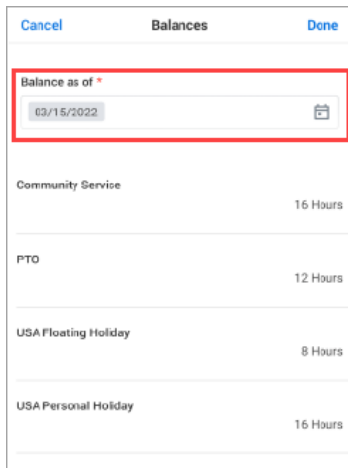 Cancel Balances Done
Balance as of *
03/15/2022
Community Service
16 Hours
PTO
12 Hours
USA Floating Holiday
8 Hours
USA Personal Holiday
16 Hours